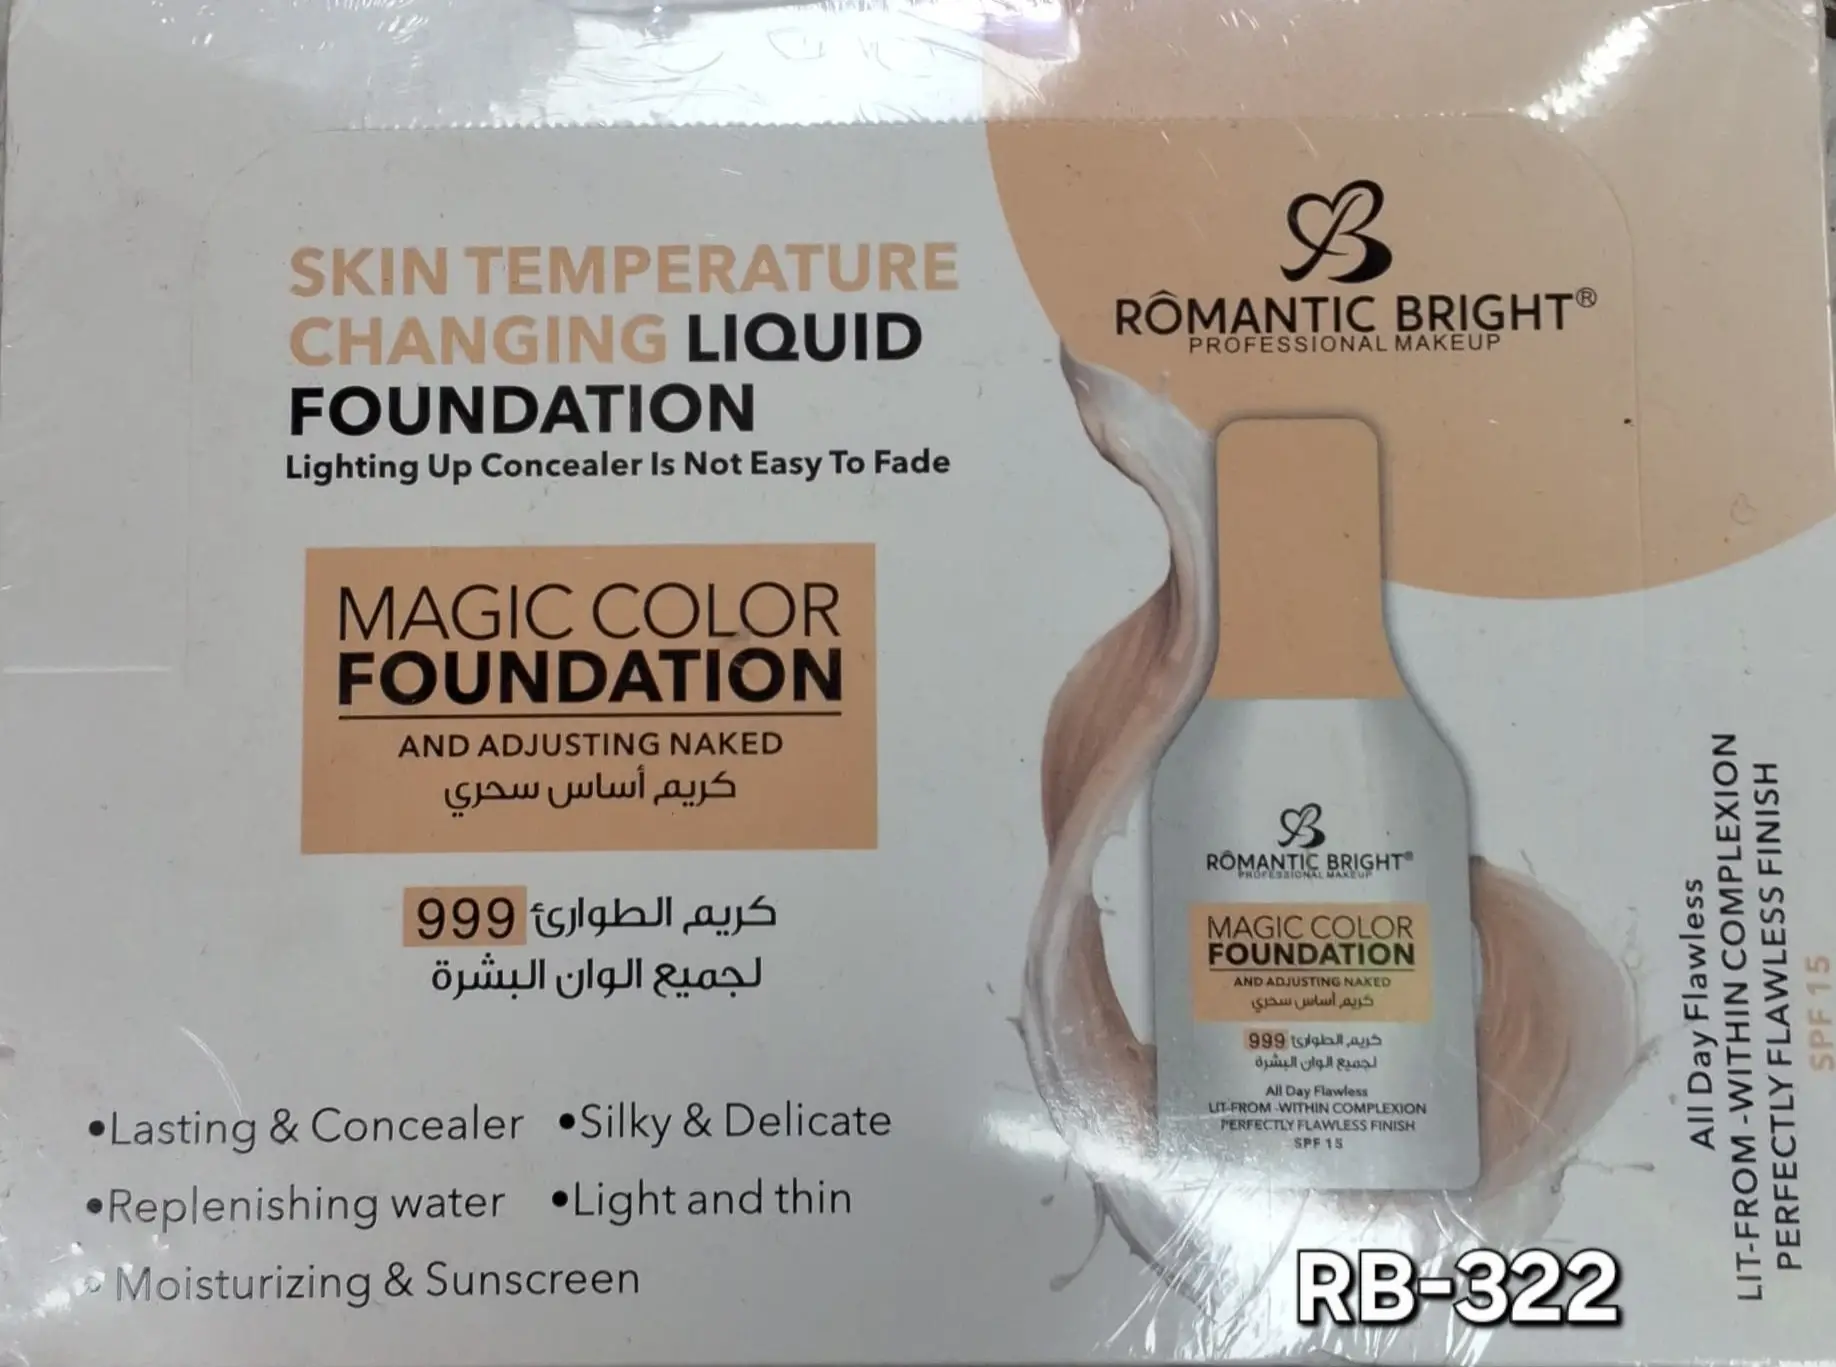 SKIN TEMPERATURE
CHANGING LIQUID
FOUNDATION
Lighting Up Concealer Is Not Easy To Fade
MAGIC COLOR
FOUNDATION
AND ADJUSTING NAKED
كريم أساس سحري
كريم الطوارئ 999
لجميع الوان البشرة
•Lasting & Concealer •Silky & Delicate
•Replenishing water •Light and thin
•Moisturizing & Sunscreen
B
RÔMANTIC BRIGHT®
PROFESSIONAL MAKEUP
B
RÔMANTIC BRIGHT®
PROFESSIONAL MAKEUP
MAGIC COLOR
FOUNDATION
AND ADJUSTING NAKED
كريم أساس سحري
كريم الطوارئ 999
لجميع الوان البشرة
All Day Flawless
LIT-FROM -WITHIN COMPLEXION
PERFECTLY FLAWLESS FINISH
SPF 15
All Day Flawless
LIT-FROM -WITHIN COMPLEXION
PERFECTLY FLAWLESS FINISH
SPF 15
RB-322